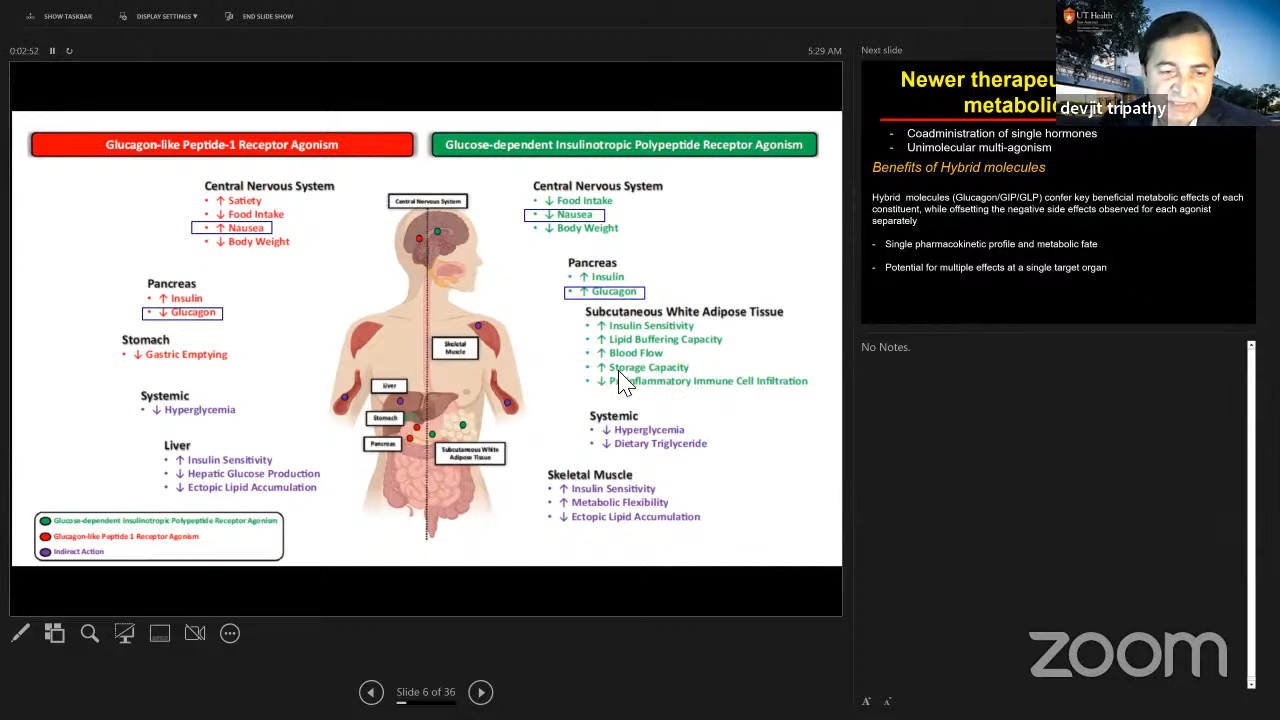 SHOW TASKBAR
DISPLAY SETTINGS ▾
END SLIDE SHOW
0:02:52
5:29 AM
Glucagon-like Peptide-1 Receptor Agonism
Glucose-dependent Insulinotropic Polypeptide Receptor Agonism
Central Nervous System
• ↑ Satiety
• ↓ Food Intake
• ↑ Nausea
• ↓ Body Weight
Pancreas
• ↑ Insulin
• ↓ Glucagon
Stomach
• ↓ Gastric Emptying
Systemic
• ↓ Hyperglycemia
Liver
• ↑ Insulin Sensitivity
• ↓ Hepatic Glucose Production
• ↓ Ectopic Lipid Accumulation
Central Nervous System
Skeletal
Muscle
Liver
Stomach
Pancreas
Subcutaneous White
Adipose Tissue
Central Nervous System
• ↓ Food Intake
• ↓ Nausea
• ↓ Body Weight
Pancreas
• ↑ Insulin
• ↑ Glucagon
Subcutaneous White Adipose Tissue
• ↑ Insulin Sensitivity
• ↑ Lipid Buffering Capacity
• ↑ Blood Flow
• ↑ Storage Capacity
• ↓ Immune Cell Infiltration
Systemic
• ↓ Hyperglycemia
• ↓ Dietary Triglyceride
Skeletal Muscle
• ↑ Insulin Sensitivity
• ↑ Metabolic Flexibility
• ↓ Ectopic Lipid Accumulation
Glucose-dependent Insulinotropic Polypeptide Receptor Agonism
Glucagon-like Peptide 1 Receptor Agonism
Indirect Action
Slide 6 of 36
Next slide
Newer
- Coadministration of single hormones
- Unimolecular multi-agonism
Benefits of Hybrid molecules
Hybrid molecules (Glucagon/GIP/GLP) confer key beneficial metabolic effects of each
constituent, while offsetting the negative side effects observed for each agonist
separately
- Single pharmacokinetic profile and metabolic fate
- Potential for multiple effects at a single target organ
No Notes.
UT Health
San Antonio
devjit tripathy
zoom